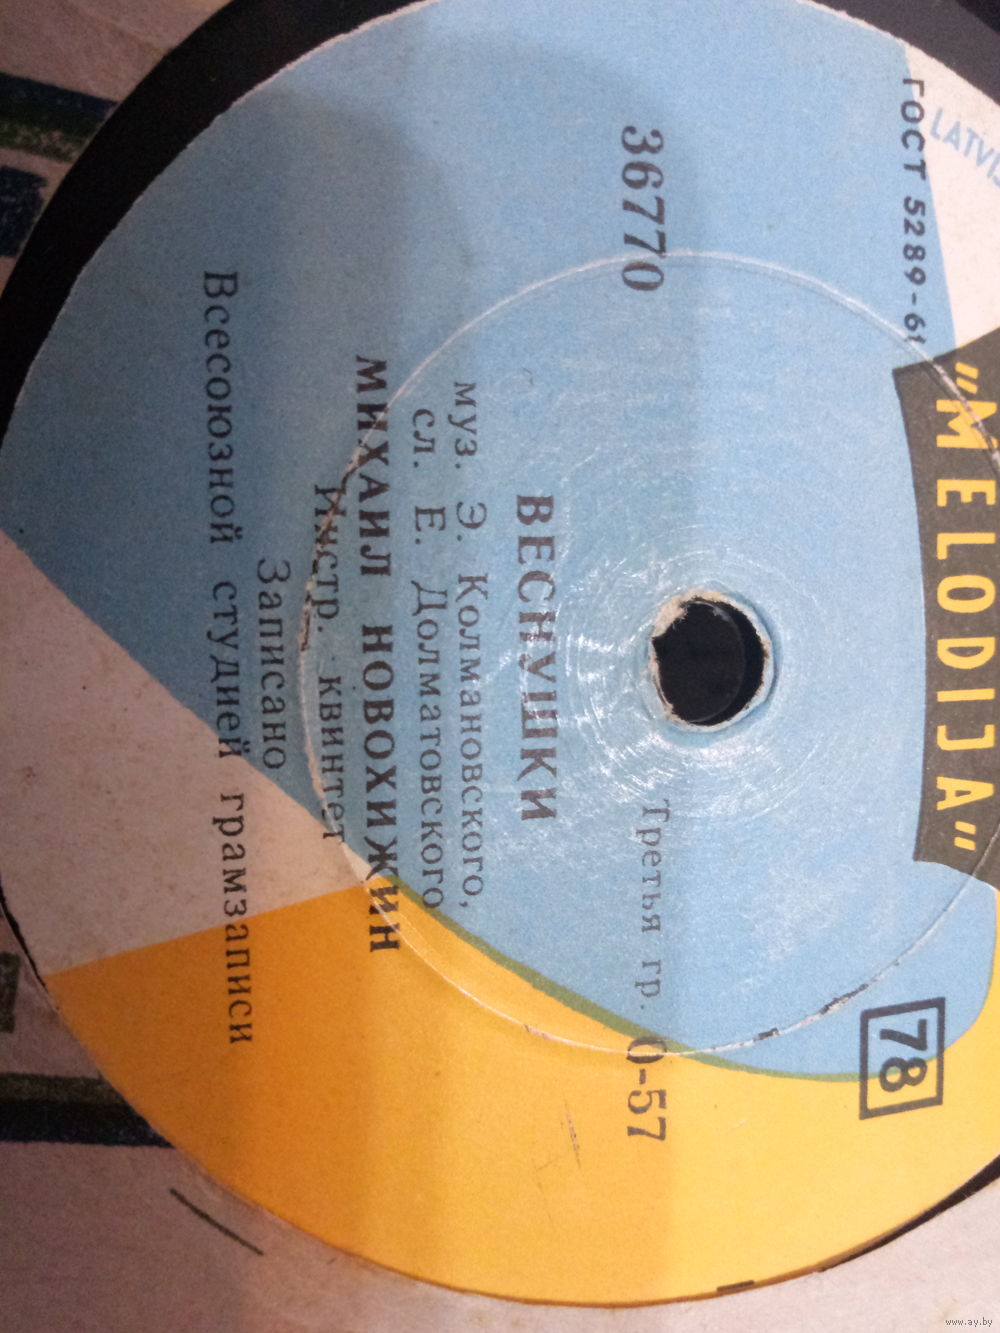 LATVI
ГОСТ 5289-61
"MELODIJA"
78
36770
Третья гр. 0-57
ВЕСНУШКИ
муз. Э. Колмановского,
сл. Е. Долматовского
МИХАИЛ НОВОХИЖИН
Инстр. квинтет
Записано
Всесоюзной студией грамзаписи
www.ay.by